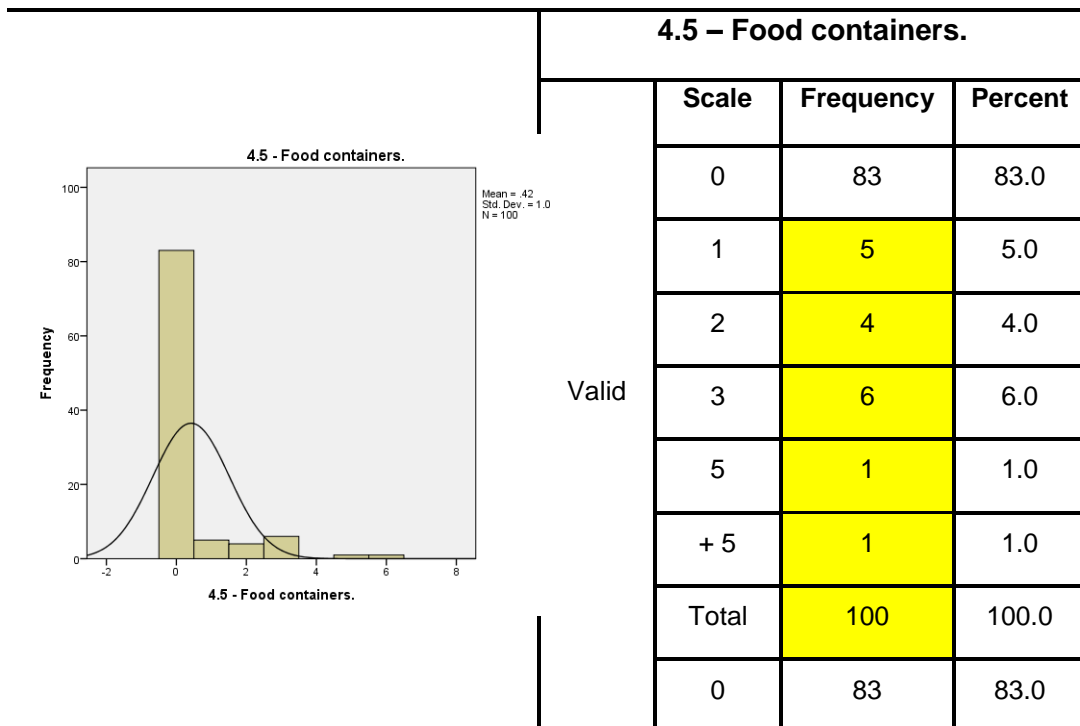 4.5 - Food containers.
Mean = .42
Std. Dev. = 1.0
N = 100
100
80
60
40
20
0
Frequency
-2 0 2 4 6 8
4.5 - Food containers.
4.5 – Food containers.
Valid
Scale Frequency Percent
0 83 83.0
1 5 5.0
2 4 4.0
3 6 6.0
5 1 1.0
+ 5 1 1.0
Total 100 100.0
0 83 83.0